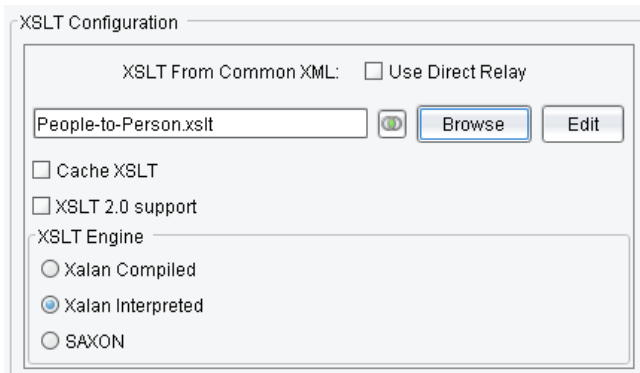 XSLT Configuration
XSLT From Common XML: Use Direct Relay
People-to-Person.xslt Browse Edit
Cache XSLT
XSLT 2.0 support
XSLT Engine
Xalan Compiled
Xalan Interpreted
SAXON